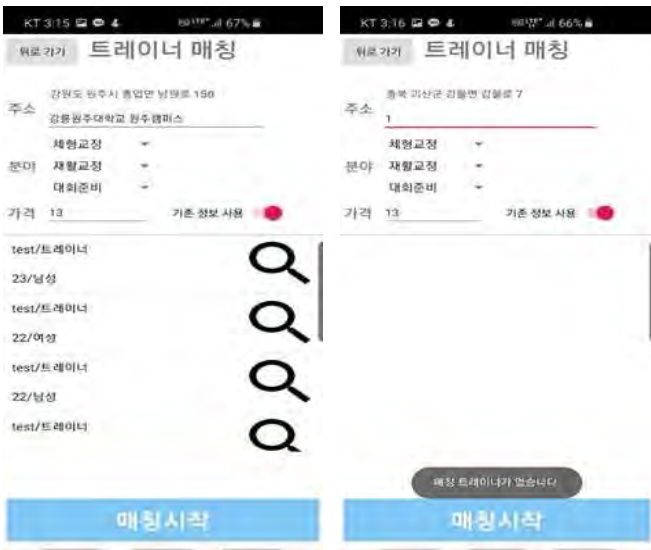 KT 3:15 67%
뒤로 가기 트레이너 매칭
강원도 원주시 흥업면 남원로 150
주소
강릉원주대학교 원주캠퍼스
체형교정
분야 재활교정
대회준비
가격 13 기존 정보 사용
test/트레이너
23/남성
test/트레이너
22/여성
test/트레이너
22/남성
test/트레이너
매칭시작
KT 3:16 66%
뒤로 가기 트레이너 매칭
충북 괴산군 감물면 감물로 7
주소
1
체형교정
분야 재활교정
대회준비
가격 13 기존 정보 사용
매칭 트레이너가 없습니다
매칭시작